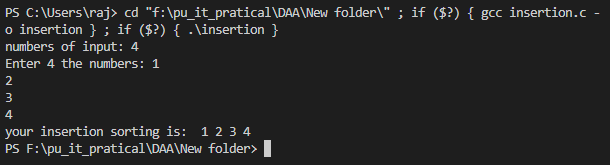 PS C:\Users\raj> cd "f:\pu_it_pratical\DAA\New folder\" ; if ($?) { gcc insertion.c -
o insertion } ; if ($?) { .\insertion }
numbers of input: 4
Enter 4 the numbers: 1
2
3
4
your insertion sorting is:  1 2 3 4
PS F:\pu_it_pratical\DAA\New folder>